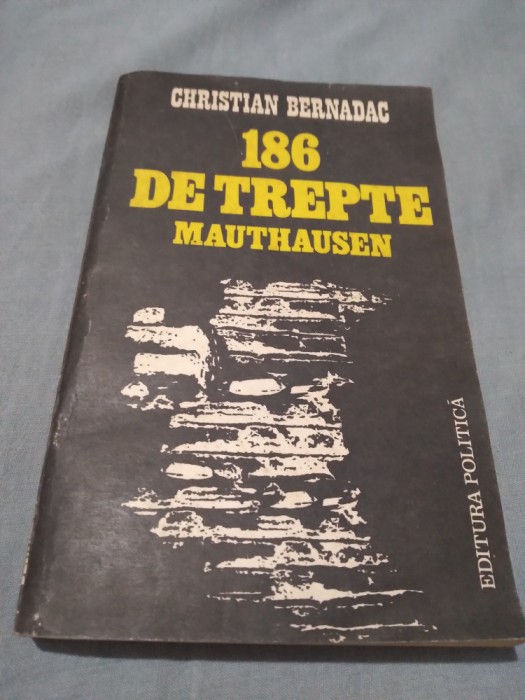 CHRISTIAN BERNADAC
186
DE TREPTE
MAUTHAUSEN
EDITURA POLITICĂ